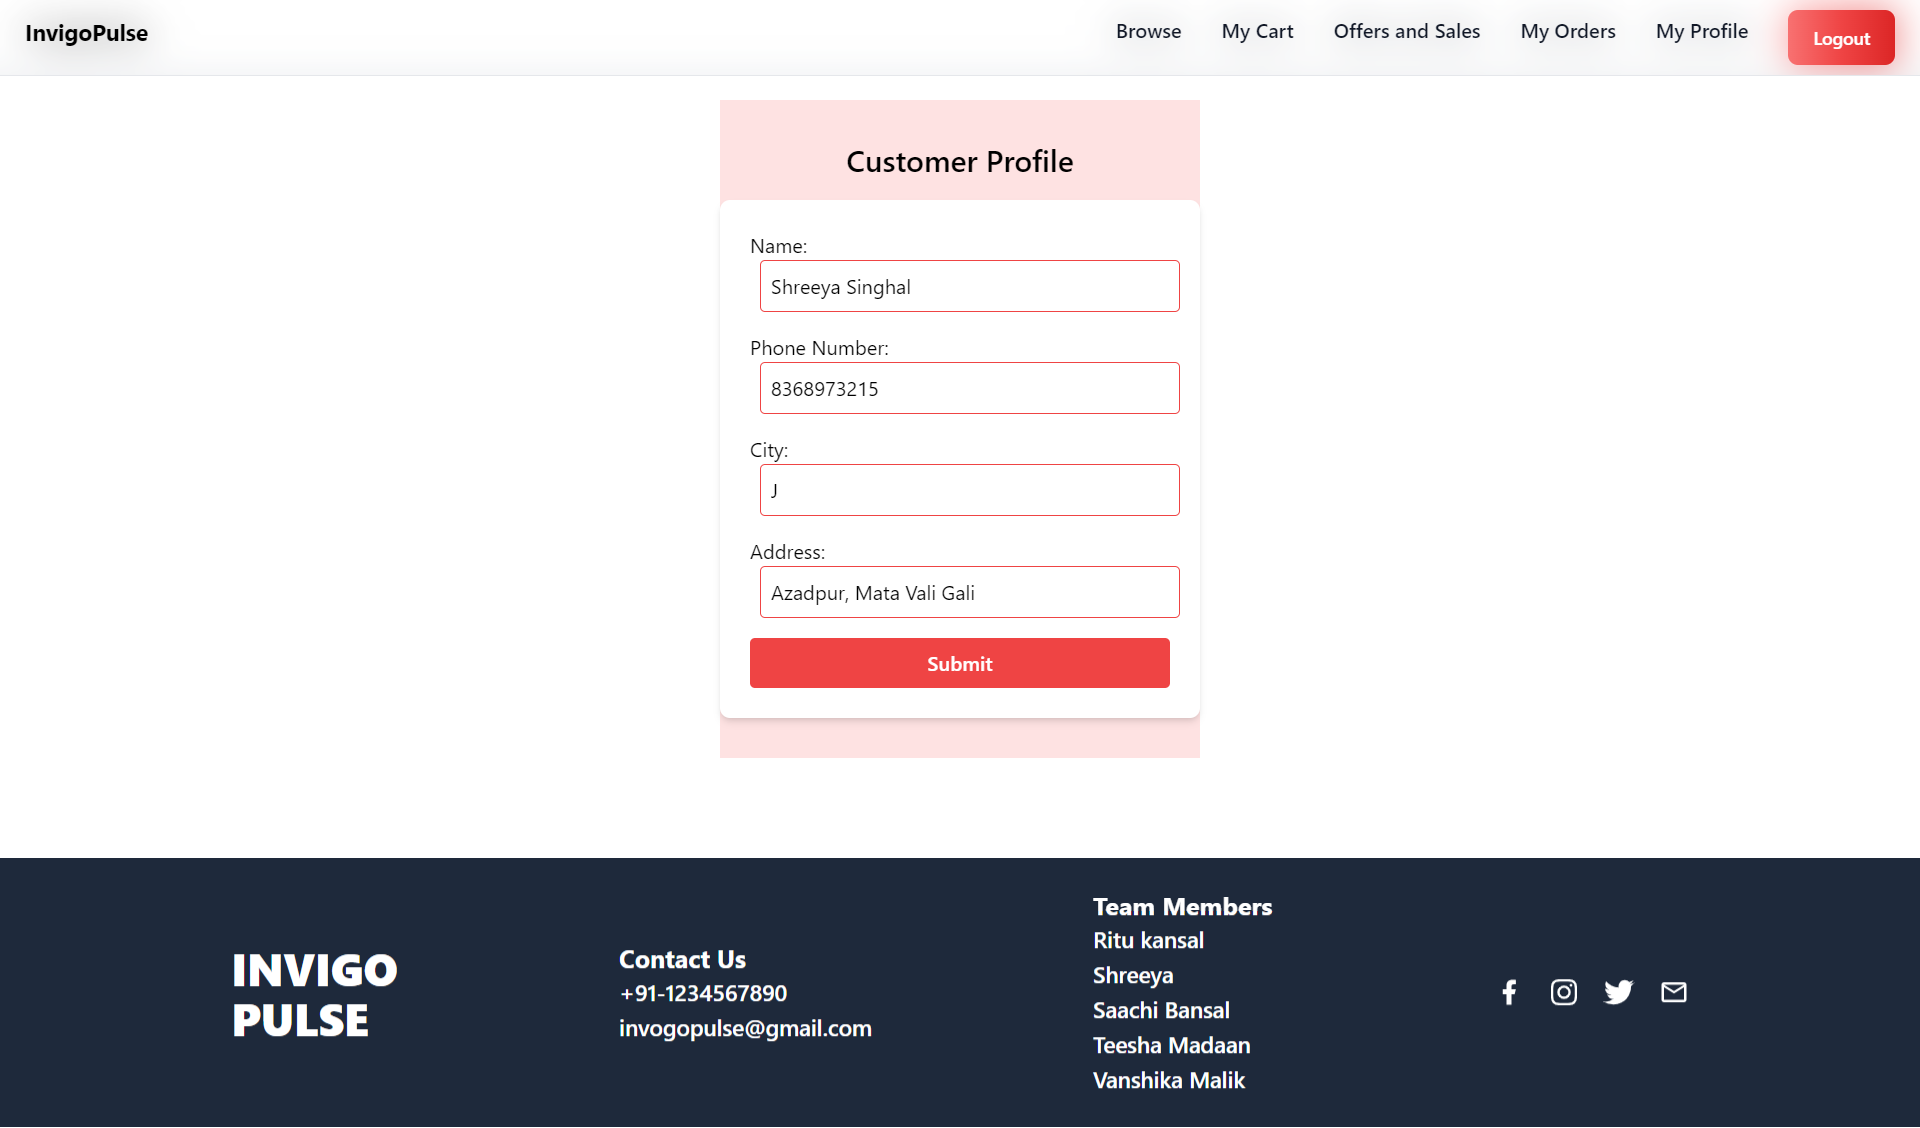 InvigoPulse
Browse My Cart Offers and Sales My Orders My Profile Logout
Customer Profile
Name:
Shreeya Singhal
Phone Number:
8368973215
City:
J
Address:
Azadpur, Mata Vali Gali
Submit
INVIGO
PULSE
Contact Us
+91-1234567890
invogopulse@gmail.com
Team Members
Ritu kansal
Shreeya
Saachi Bansal
Teesha Madaan
Vanshika Malik